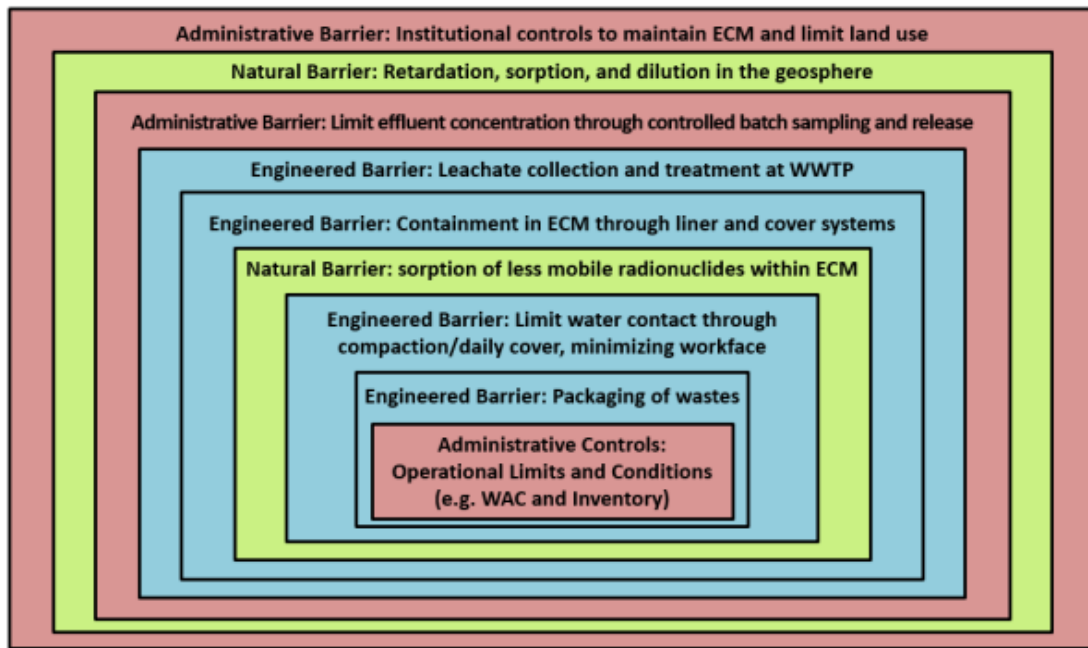 Administrative Barrier: Institutional controls to maintain ECM and limit land use
Natural Barrier: Retardation, sorption, and dilution in the geosphere
Administrative Barrier: Limit effluent concentration through controlled batch sampling and release
Engineered Barrier: Leachate collection and treatment at WWTP
Engineered Barrier: Containment in ECM through liner and cover systems
Natural Barrier: sorption of less mobile radionuclides within ECM
Engineered Barrier: Limit water contact through
compaction/daily cover, minimizing workface
Engineered Barrier: Packaging of wastes
Administrative Controls:
Operational Limits and Conditions
(e.g. WAC and Inventory)